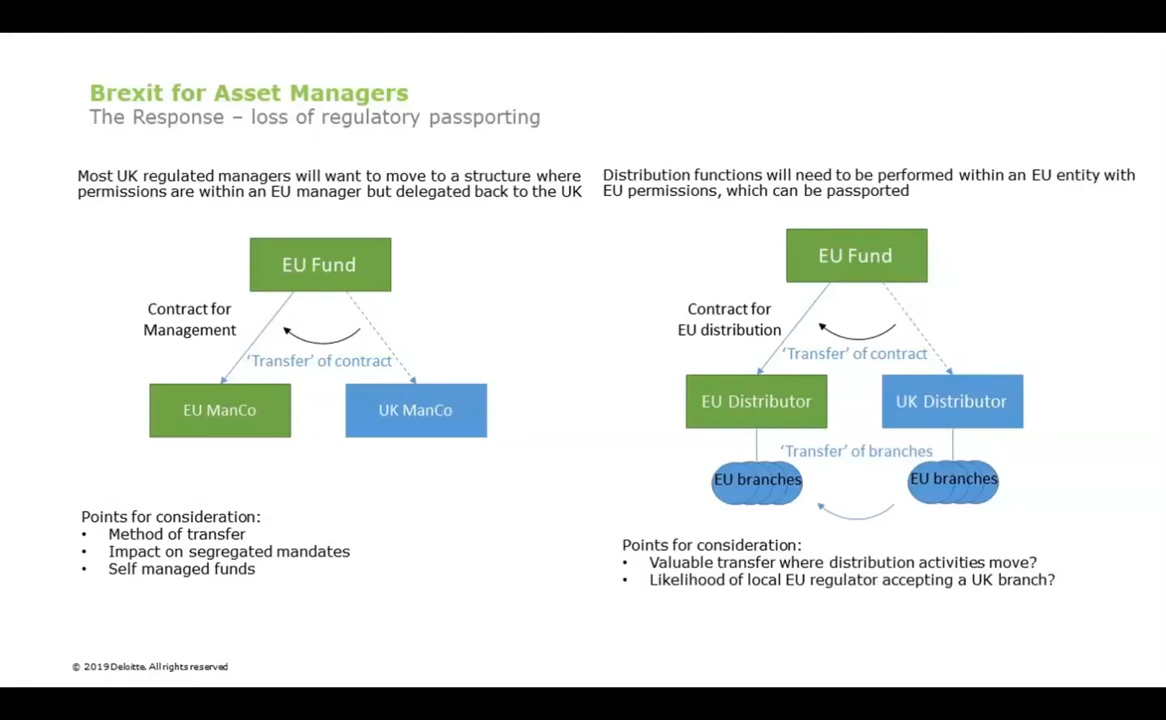 Brexit for Asset Managers
The Response – loss of regulatory passporting
Most UK regulated managers will want to move to a structure where
permissions are within an EU manager but delegated back to the UK
EU Fund
Contract for
Management
'Transfer' of contract
EU ManCo
UK ManCo
Points for consideration:
• Method of transfer
• Impact on segregated mandates
• Self managed funds
Distribution functions will need to be performed within an EU entity with
EU permissions, which can be passported
EU Fund
Contract for
EU distribution
'Transfer' of contract
EU Distributor
UK Distributor
'Transfer' of branches
EU branches
EU branches
Points for consideration:
• Valuable transfer where distribution activities move?
• Likelihood of local EU regulator accepting a UK branch?
© 2019 Deloitte. All rights reserved